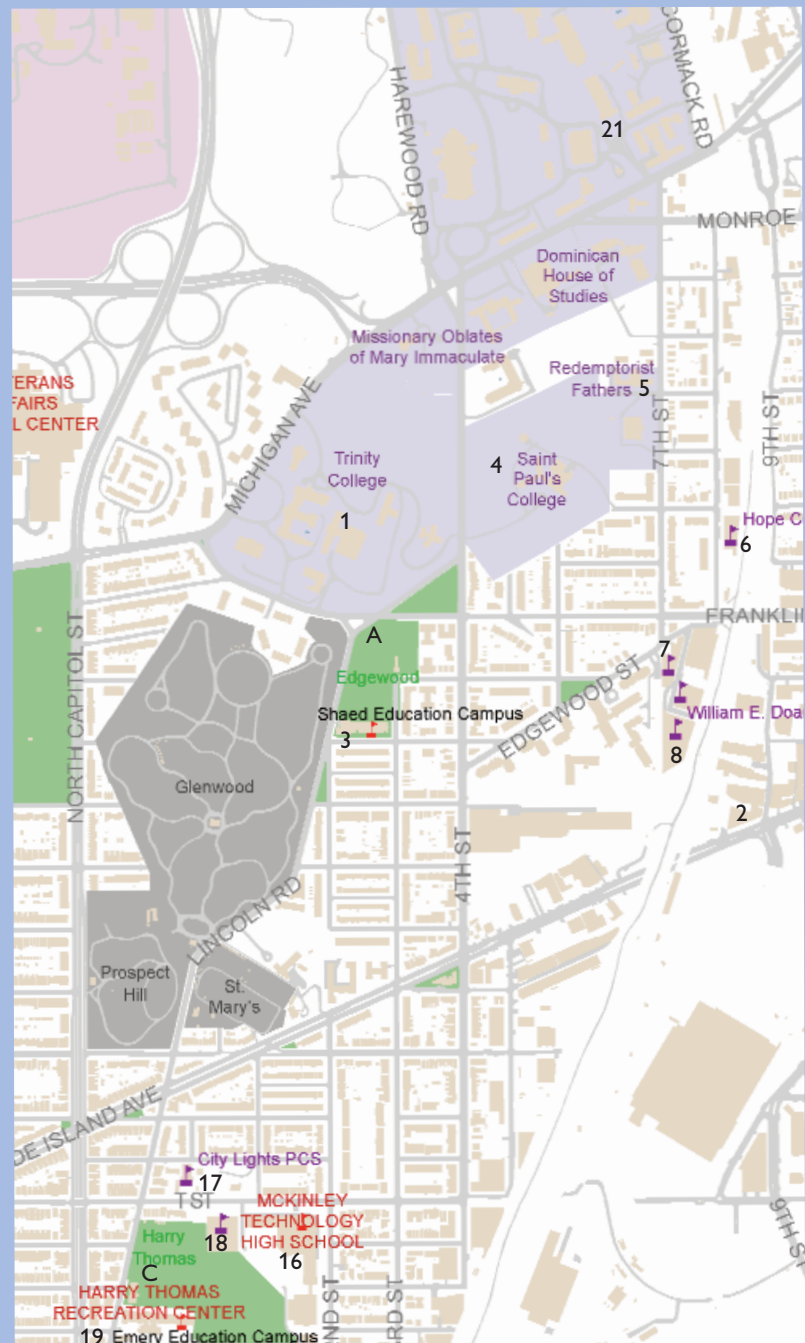 CORMACK RD
HAREWOOD RD
21
MONROE
Dominican
House of
Studies
Missionary Oblates
of Mary Immaculate
Redemptorist
Fathers 5
TERANS
FAIRS
L CENTER
MICHIGAN AVE
7TH ST
9TH ST
Trinity
College
1
4 Saint
Paul's
College
Hope C
6
NORTH CAPITOL ST
FRANKLI
A
7
Edgewood
EDGEWOOD ST
Shaed Education Campus
William E. Doa
3
8
Glenwood
2
4TH ST
LINCOLN RD
Prospect
Hill
St.
Mary's
DE ISLAND AVE
City Lights PCS
17
T ST
MCKINLEY
TECHNOLOGY
HIGH SCHOOL
16
18
Harry
Thomas
C
9TH ST
HARRY THOMAS
RECREATION CENTER
ND ST
RD ST
19 Emery Education Campus